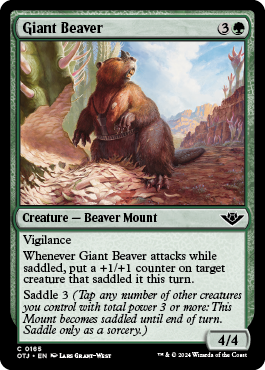 Giant Beaver 3
Creature — Beaver Mount
Vigilance
Whenever Giant Beaver attacks while
saddled, put a +1/+1 counter on target
creature that saddled it this turn.
Saddle 3 (Tap any number of other creatures
you control with total power 3 or more: This
Mount becomes saddled until end of turn.
Saddle only as a sorcery.)
4/4
C 0165
OTJ • EN Lars Grant-West
™ & © 2024 Wizards of the Coast